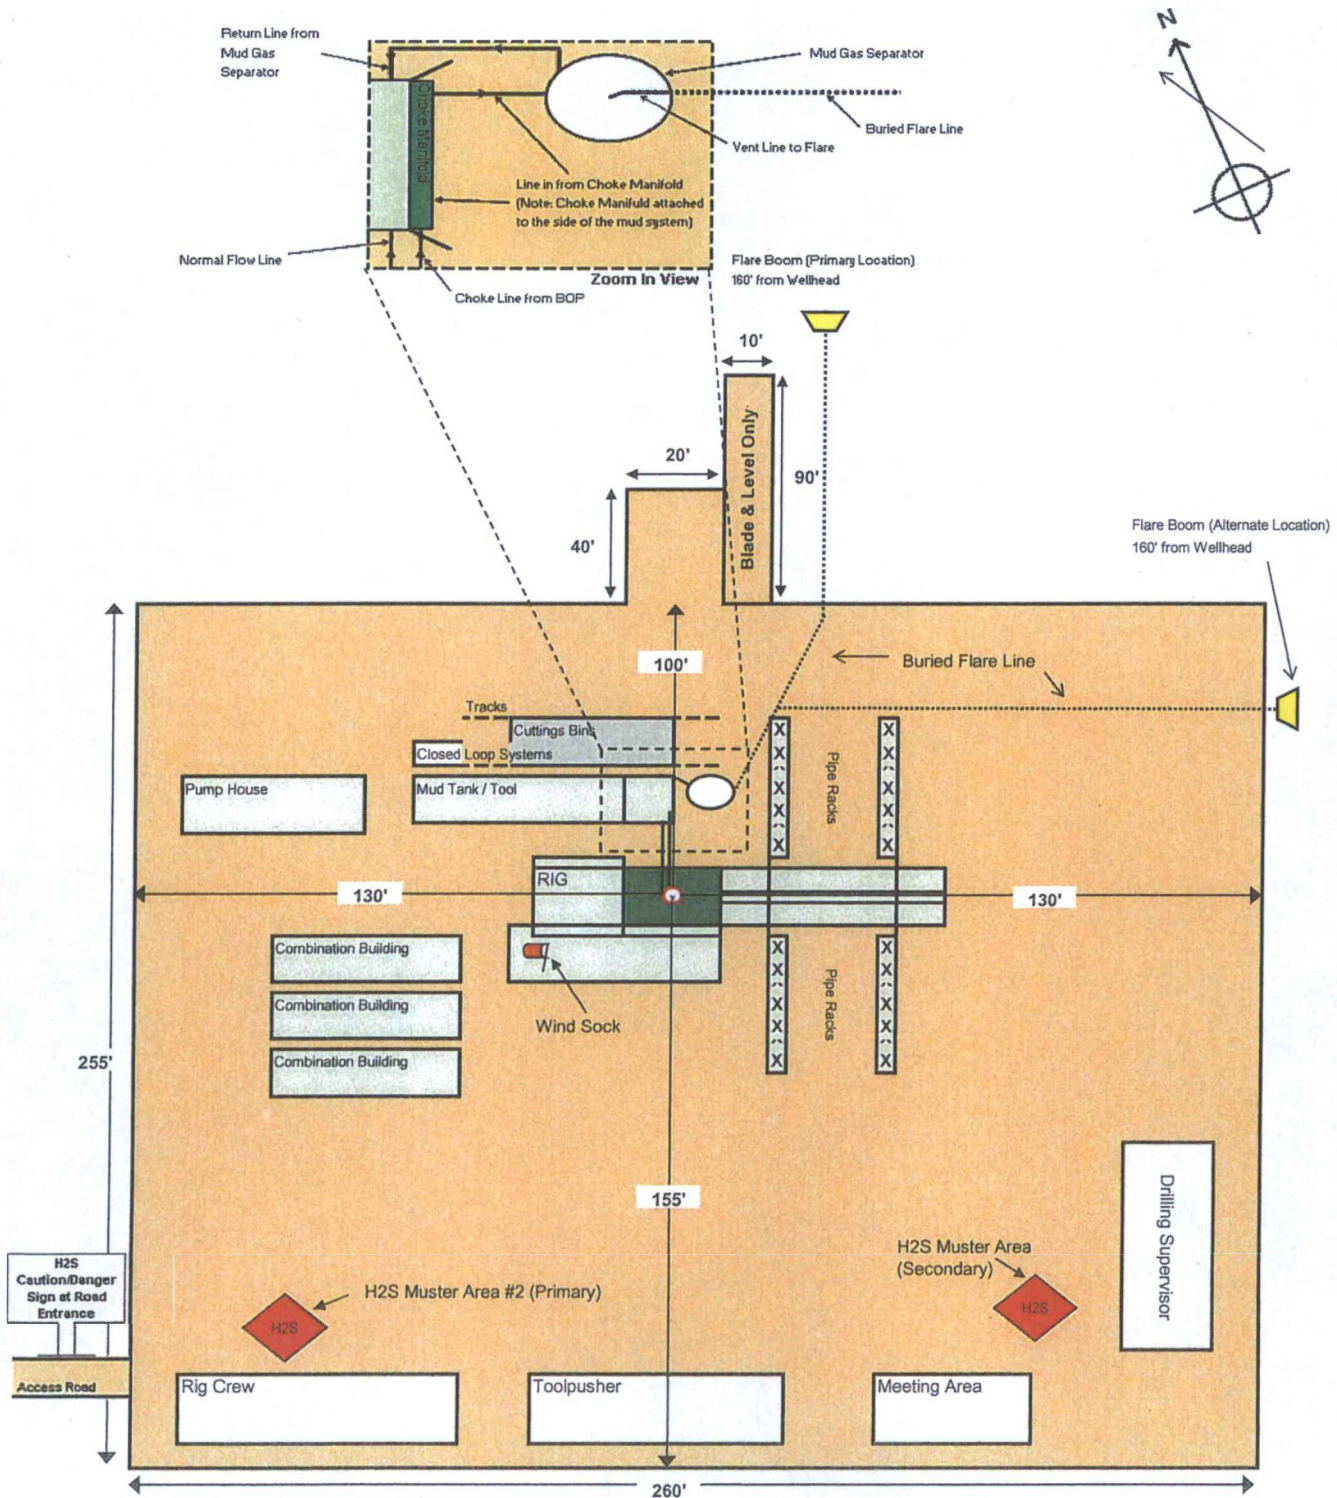 Return Line from
Mud Gas
Separator
Mud Gas Separator
Z
Choke Manifold
Buried Flare Line
Vent Line to Flare
Line in from Choke Manifold
(Note: Choke Manifold attached
to the side of the mud system)
Normal Flow Line
Choke Line from BOP
Zoom In View
Flare Boom (Primary Location)
160' from Wellhead
10'
Blade & Level Only
90'
20'
40'
Flare Boom (Alternate Location)
160' from Wellhead
100'
Buried Flare Line
Tracks
Cuttings Bins
Closed Loop Systems
Pump House
Mud Tank / Tool
Pipe Racks
X
X
X
X
X
X
X
X
RIG
130'
130'
Combination Building
Combination Building
Combination Building
Wind Sock
Pipe Racks
X
X
X
X
X
X
X
X
255'
155'
Drilling Supervisor
H2S
Caution/Danger
Sign at Road
Entrance
H2S Muster Area #2 (Primary)
H2S
H2S Muster Area
(Secondary)
H2S
Access Road
Rig Crew
Toolpusher
Meeting Area
260'